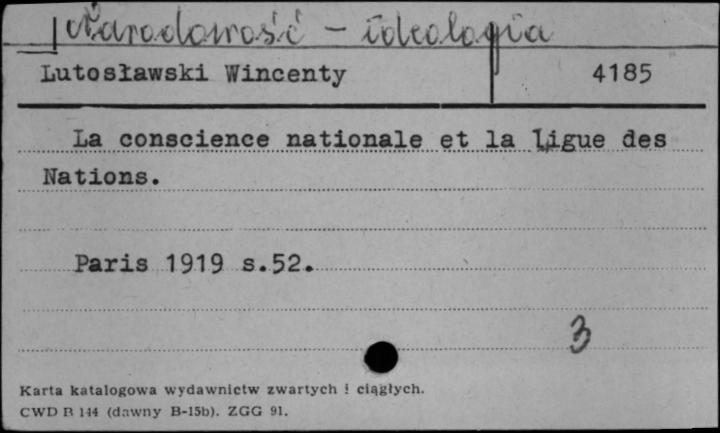 Narodowość - ideologia
Lutosławski Wincenty 4185
La conscience nationale et la Ligue des
Nations.
Paris 1919 s.52.
3
Karta katalogowa wydawnictw zwartych i ciągłych.
CWD B 144 (dawny B-15b). ZGG 91.